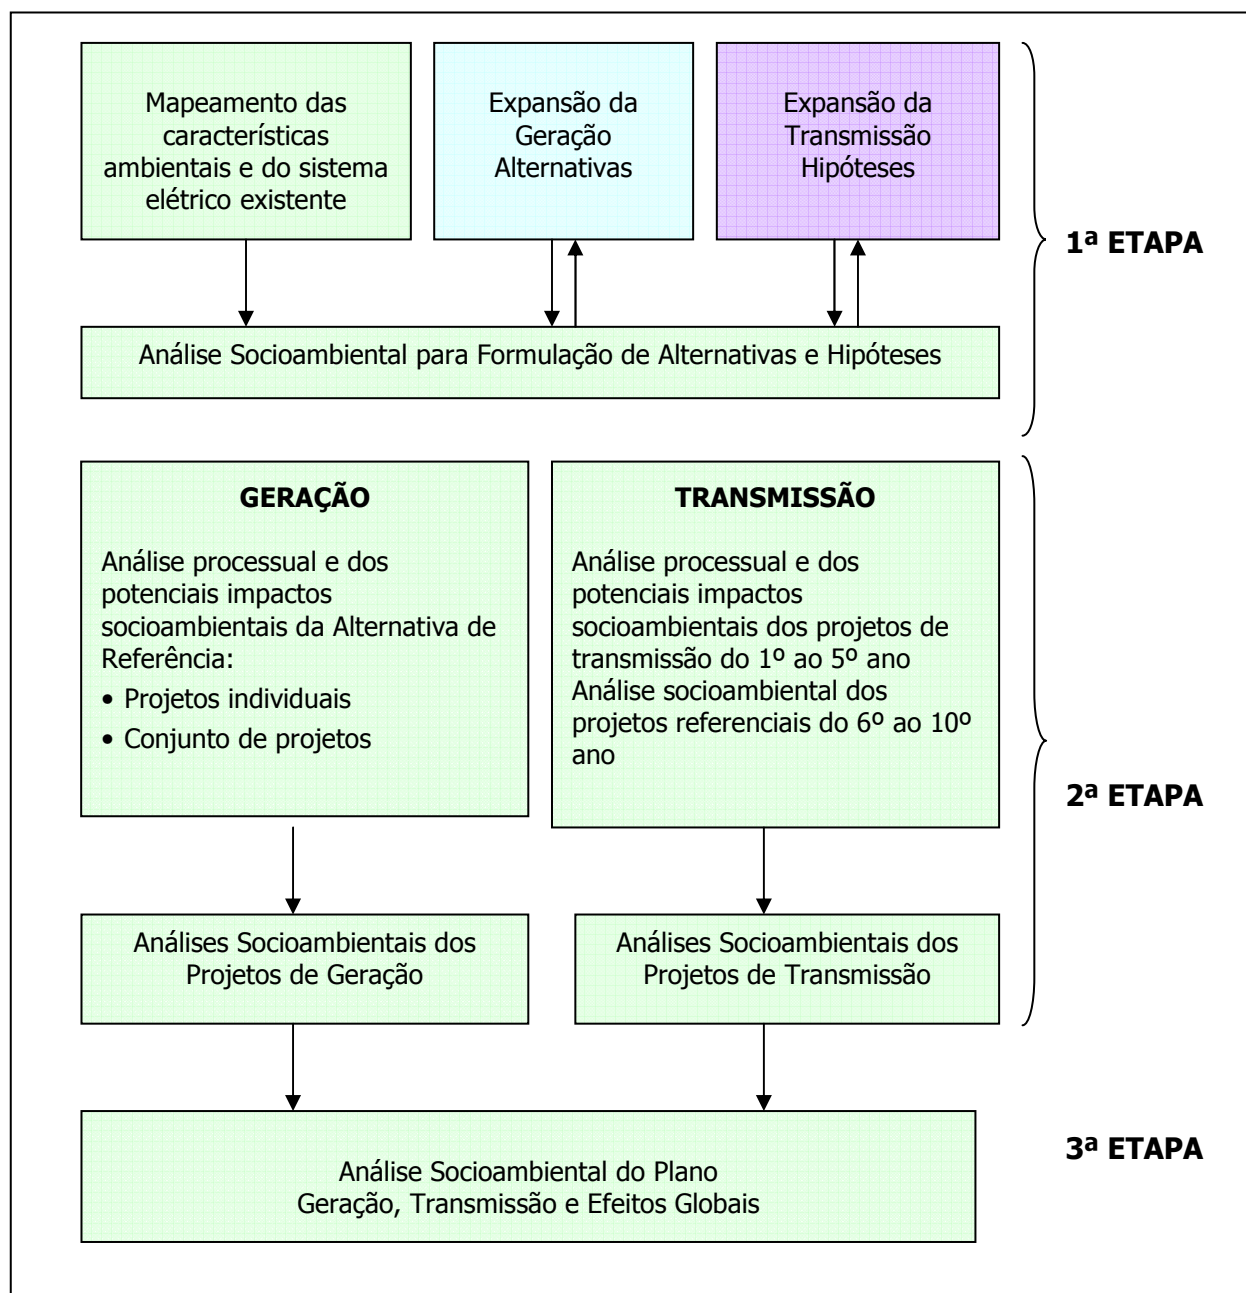 Mapeamento das
características
ambientais e do sistema
elétrico existente
Expansão da
Geração
Alternativas
Expansão da
Transmissão
Hipóteses
1ª ETAPA
Análise Socioambiental para Formulação de Alternativas e Hipóteses
GERAÇÃO
Análise processual e dos
potenciais impactos
socioambientais da Alternativa de
Referência:
• Projetos individuais
• Conjunto de projetos
TRANSMISSÃO
Análise processual e dos
potenciais impactos
socioambientais dos projetos de
transmissão do 1º ao 5º ano
Análise socioambiental dos
projetos referenciais do 6º ao 10º
ano
2ª ETAPA
Análises Socioambientais dos
Projetos de Geração
Análises Socioambientais dos
Projetos de Transmissão
3ª ETAPA
Análise Socioambiental do Plano
Geração, Transmissão e Efeitos Globais